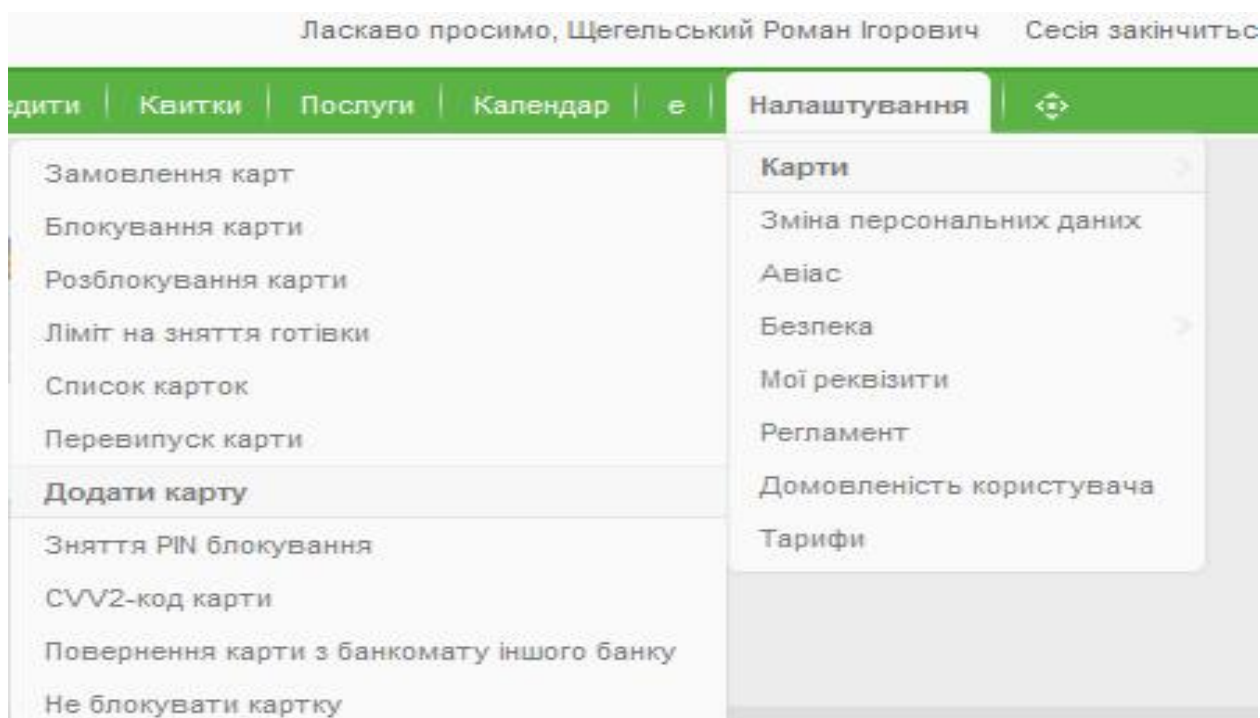 Ласкаво просимо, Щегельський Роман Ігорович Сесія закінчитьс
едити Квитки Послуги Календар е Налаштування
Замовлення карт
Блокування карти
Розблокування карти
Ліміт на зняття готівки
Список карток
Перевипуск карти
Додати карту
Зняття PIN блокування
CVV2-код карти
Повернення карти з банкомату іншого банку
Не блокувати картку
Карти
Зміна персональних даних
Авіас
Безпека
Мої реквізити
Регламент
Домовленість користувача
Тарифи